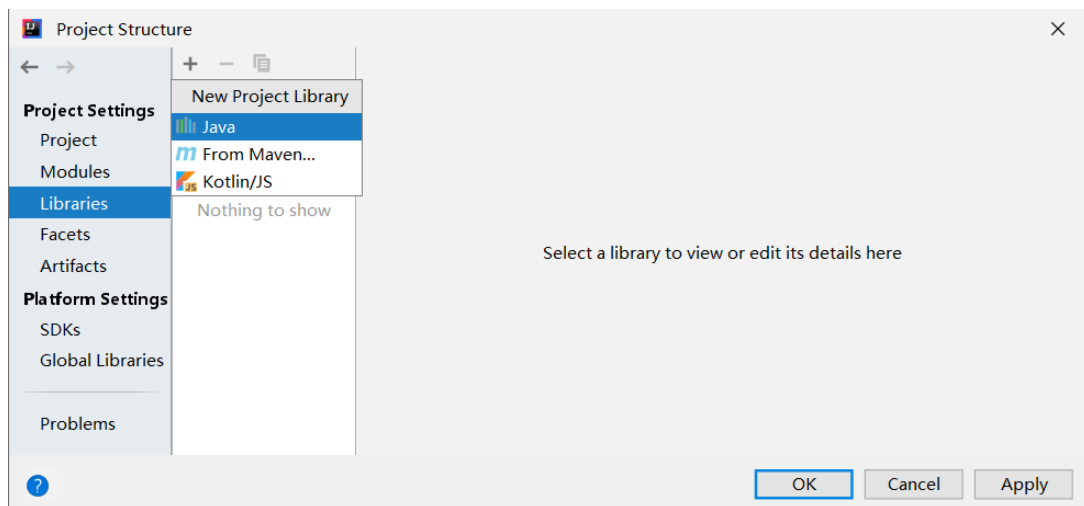 Project Structure
Project Settings
Project
Modules
Libraries
Facets
Artifacts
Platform Settings
SDKs
Global Libraries
Problems
New Project Library
Java
From Maven...
Kotlin/JS
Nothing to show
Select a library to view or edit its details here
OK
Cancel
Apply